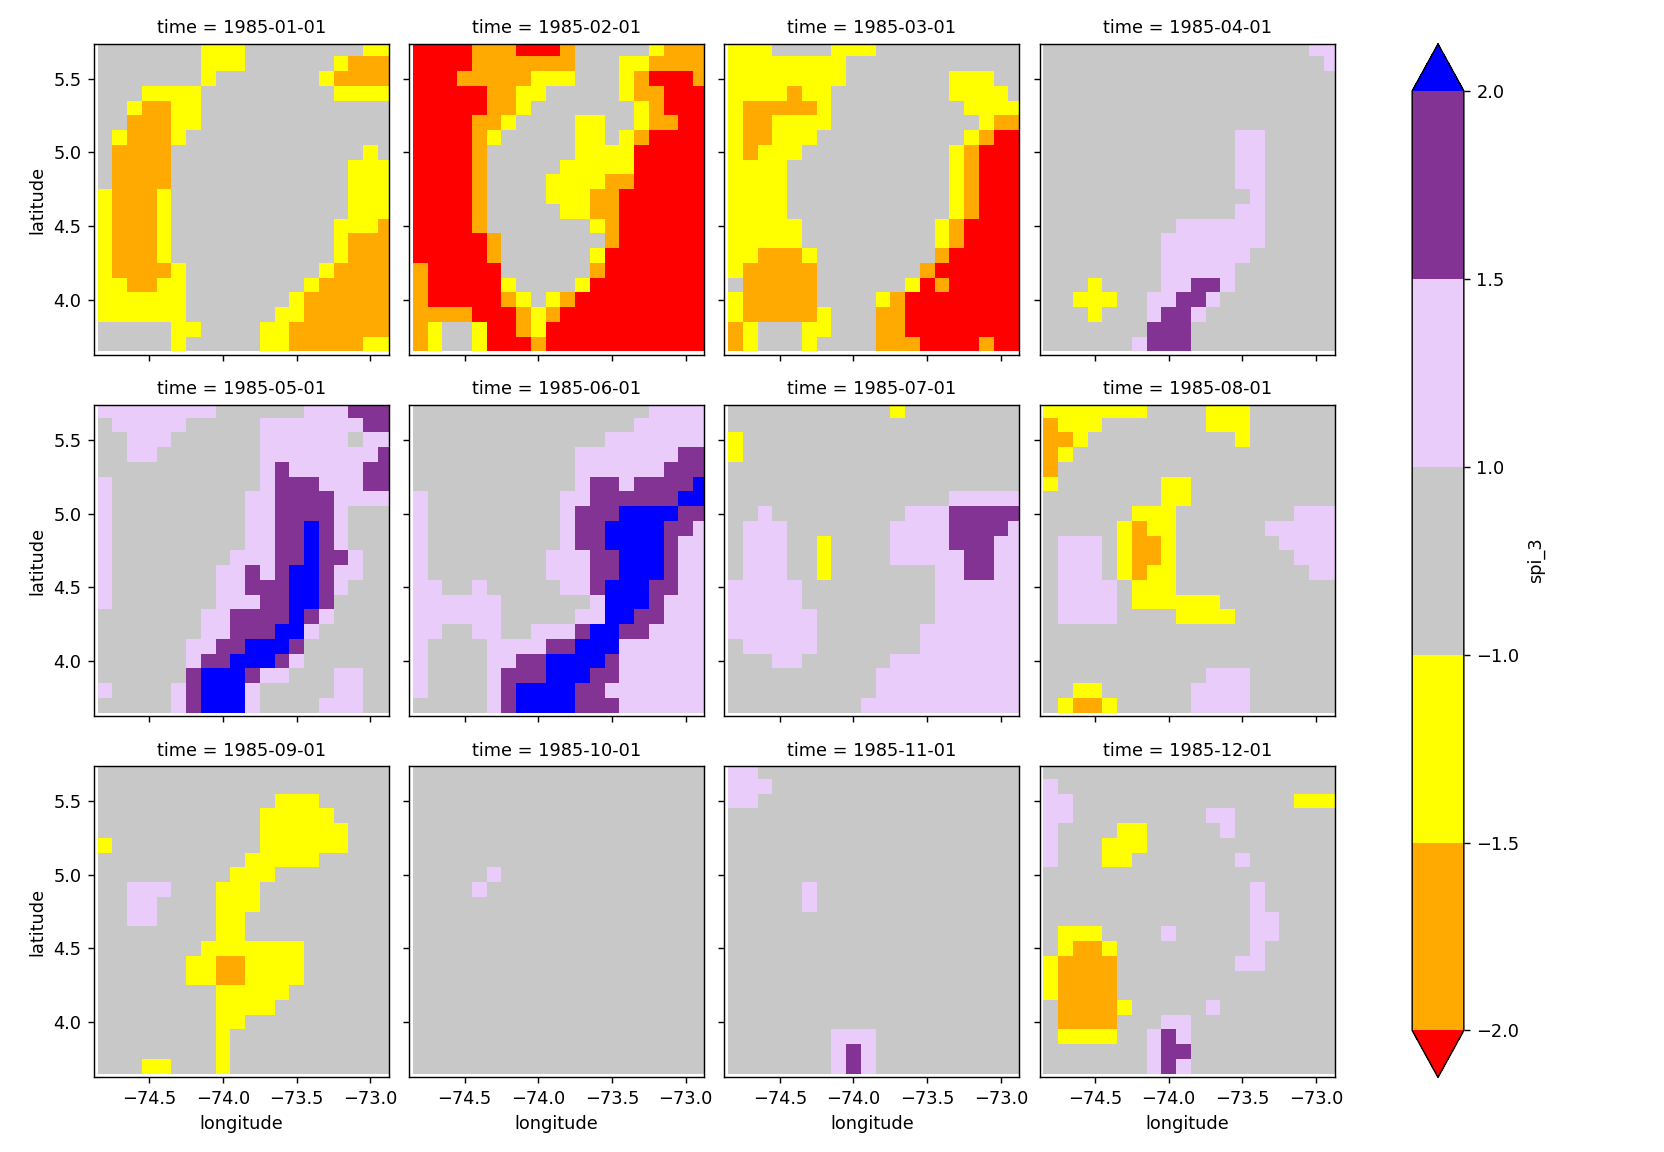 time = 1985-01-01
time = 1985-02-01
time = 1985-03-01
time = 1985-04-01
5.5
5.0
4.5
4.0
latitude
time = 1985-05-01
time = 1985-06-01
time = 1985-07-01
time = 1985-08-01
5.5
5.0
4.5
4.0
latitude
time = 1985-09-01
time = 1985-10-01
time = 1985-11-01
time = 1985-12-01
5.5
5.0
4.5
4.0
latitude
−74.5 −74.0 −73.5 −73.0
longitude
−74.5 −74.0 −73.5 −73.0
longitude
−74.5 −74.0 −73.5 −73.0
longitude
−74.5 −74.0 −73.5 −73.0
longitude
2.0
1.5
1.0
−1.0
−1.5
−2.0
spi_3